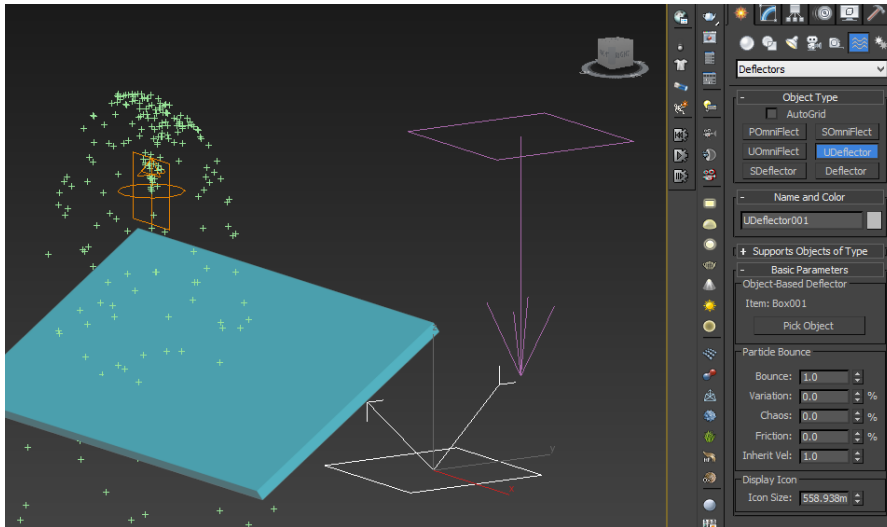 Deflectors
- Object Type
AutoGrid
POmniFlect SOmniFlect
UOmniFlect UDeflector
SDeflector Deflector
- Name and Color
UDeflector001
+ Supports Objects of Type
- Basic Parameters
Object-Based Deflector
Item: Box001
Pick Object
Particle Bounce
Bounce: 1.0
Variation: 0.0 %
Chaos: 0.0 %
Friction: 0.0 %
Inherit Vel: 1.0
Display Icon
Icon Size: 558.938m
y
x